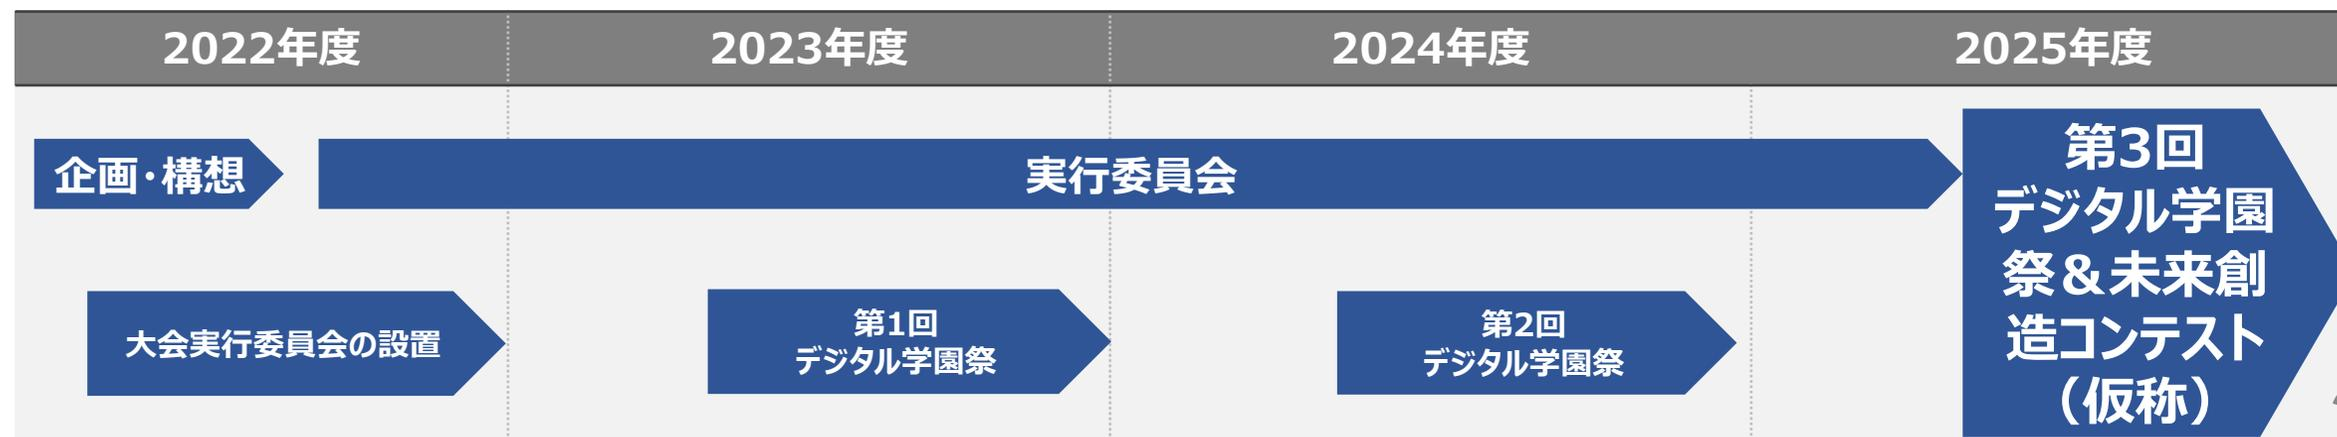 2022年度
2023年度
2024年度
2025年度
企画・構想
実行委員会
第3回
デジタル学園
祭＆未来創
造コンテスト
（仮称）
大会実行委員会の設置
第1回
デジタル学園祭
第2回
デジタル学園祭